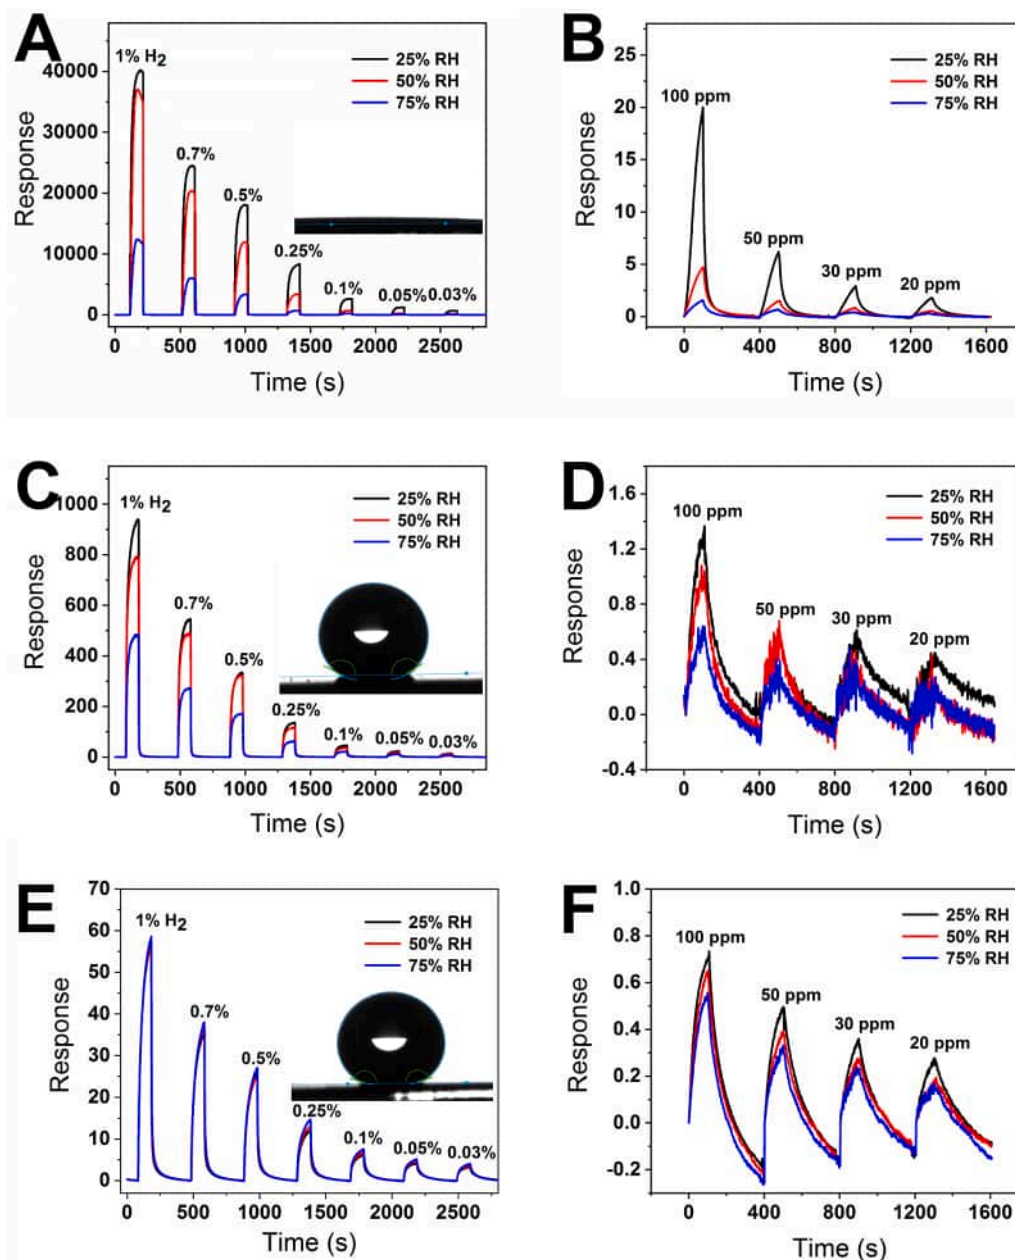 A
1% H2
0.7%
0.5%
0.25%
0.1%
0.05%
0.03%
25% RH
50% RH
75% RH
Response
40000
30000
20000
10000
0
0 500 1000 1500 2000 2500
Time (s)
B
100 ppm
50 ppm
30 ppm
20 ppm
25% RH
50% RH
75% RH
Response
25
20
15
10
5
0
0 400 800 1200 1600
Time (s)
C
1% H2
0.7%
0.5%
0.25%
0.1%
0.05%
0.03%
25% RH
50% RH
75% RH
Response
1000
800
600
400
200
0
0 500 1000 1500 2000 2500
Time (s)
D
100 ppm
50 ppm
30 ppm
20 ppm
25% RH
50% RH
75% RH
Response
1.6
1.2
0.8
0.4
0.0
-0.4
0 400 800 1200 1600
Time (s)
E
1% H2
0.7%
0.5%
0.25%
0.1%
0.05%
0.03%
25% RH
50% RH
75% RH
Response
70
60
50
40
30
20
10
0
0 500 1000 1500 2000 2500
Time (s)
F
100 ppm
50 ppm
30 ppm
20 ppm
25% RH
50% RH
75% RH
Response
1.0
0.8
0.6
0.4
0.2
0.0
-0.2
0 400 800 1200 1600
Time (s)